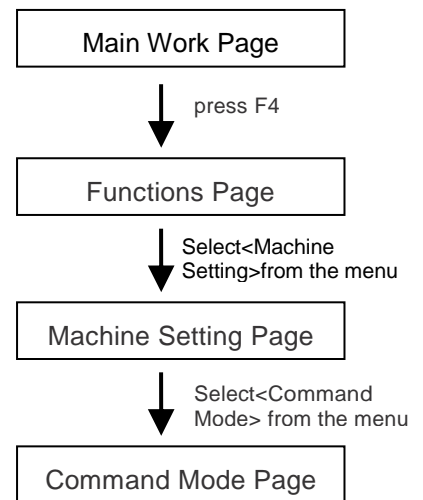 Main Work Page
press F4
Functions Page
Select<Machine
Setting>from the menu
Machine Setting Page
Select<Command
Mode> from the menu
Command Mode Page